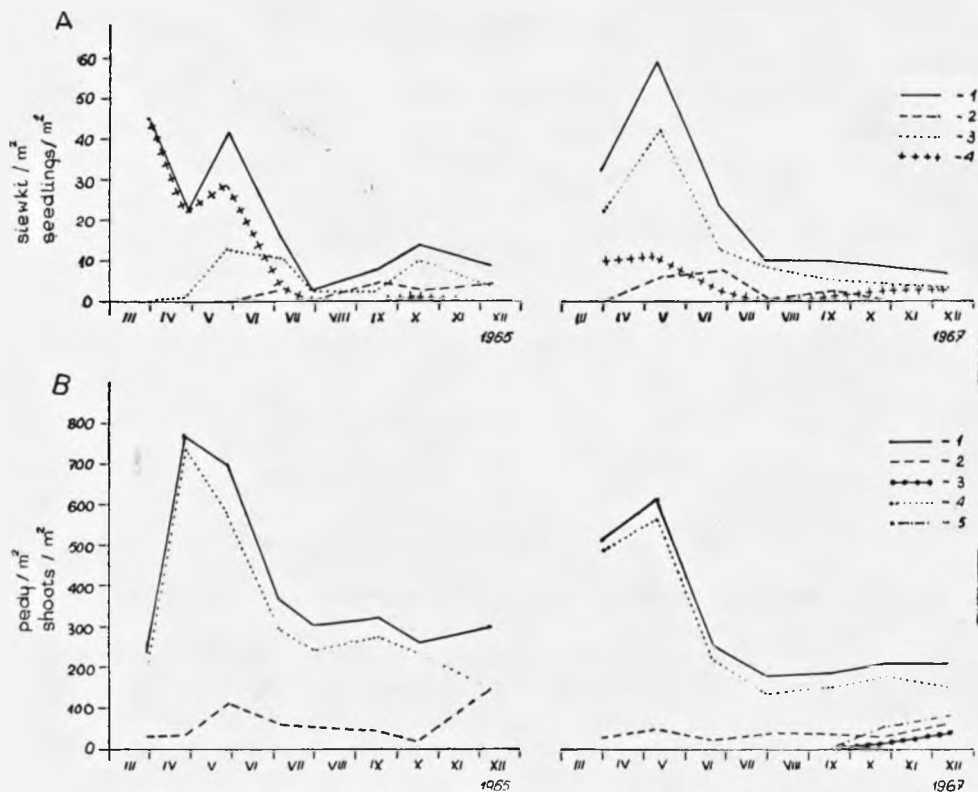 A
siewki / m²
seedlings / m²
60
50
40
30
20
10
0
III IV V VI VII VIII IX X XI XII
1965
III IV V VI VII VIII IX X XI XII
1967
- 1
- 2
- 3
- 4
B
pędy / m²
shoots / m²
800
700
600
500
400
300
200
100
0
III IV V VI VII VIII IX X XI XII
1965
III IV V VI VII VIII IX X XI XII
1967
- 1
- 2
- 3
- 4
- 5